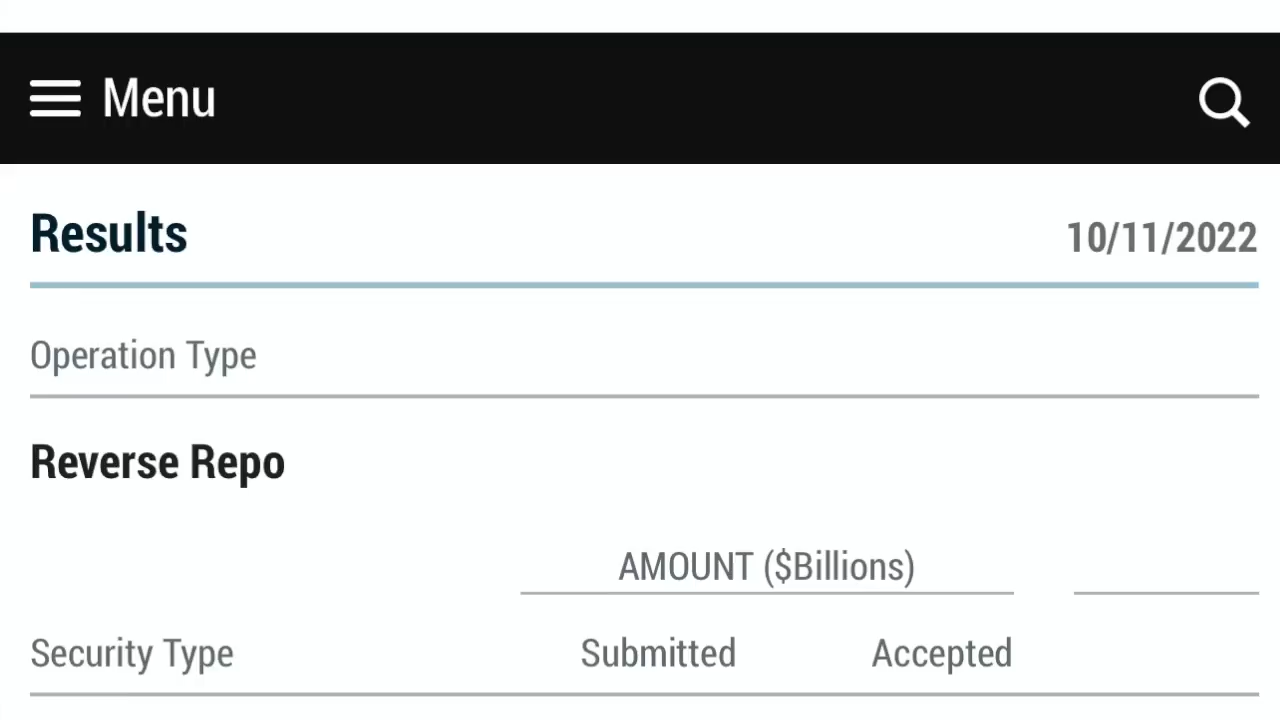 Menu
Results 10/11/2022
Operation Type
Reverse Repo
AMOUNT ($Billions)
Security Type Submitted Accepted